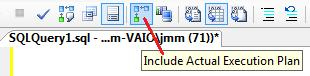 SQLQuery1.sql - ...m-VAIO\jmm (71))*
Include Actual Execution Plan